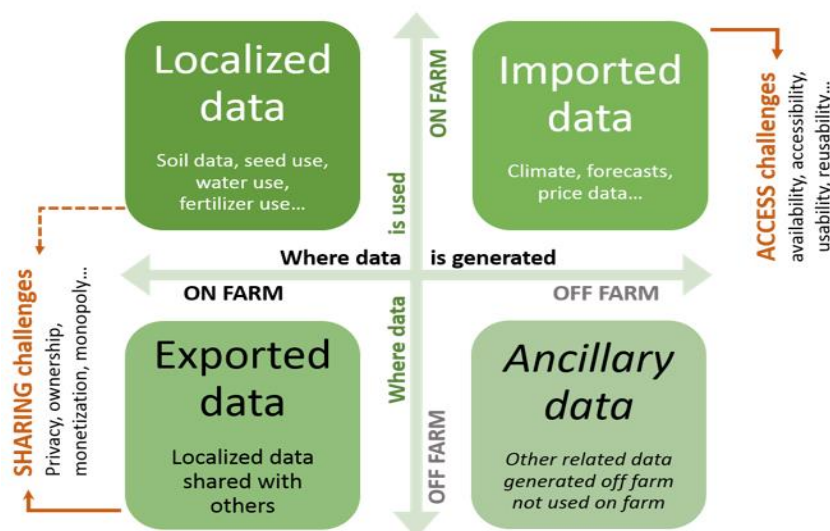 Localized
data
Soil data, seed use,
water use,
fertilizer use...
Imported
data
Climate, forecasts,
price data...
ACCESS challenges
availability, accessibility,
usability, reusability...
ON FARM
is used
Where data is generated
ON FARM
OFF FARM
Where data
OFF FARM
SHARING challenges
Privacy, ownership,
monetization, monopoly...
Exported
data
Localized data
shared with
others
Ancillary
data
Other related data
generated off farm
not used on farm